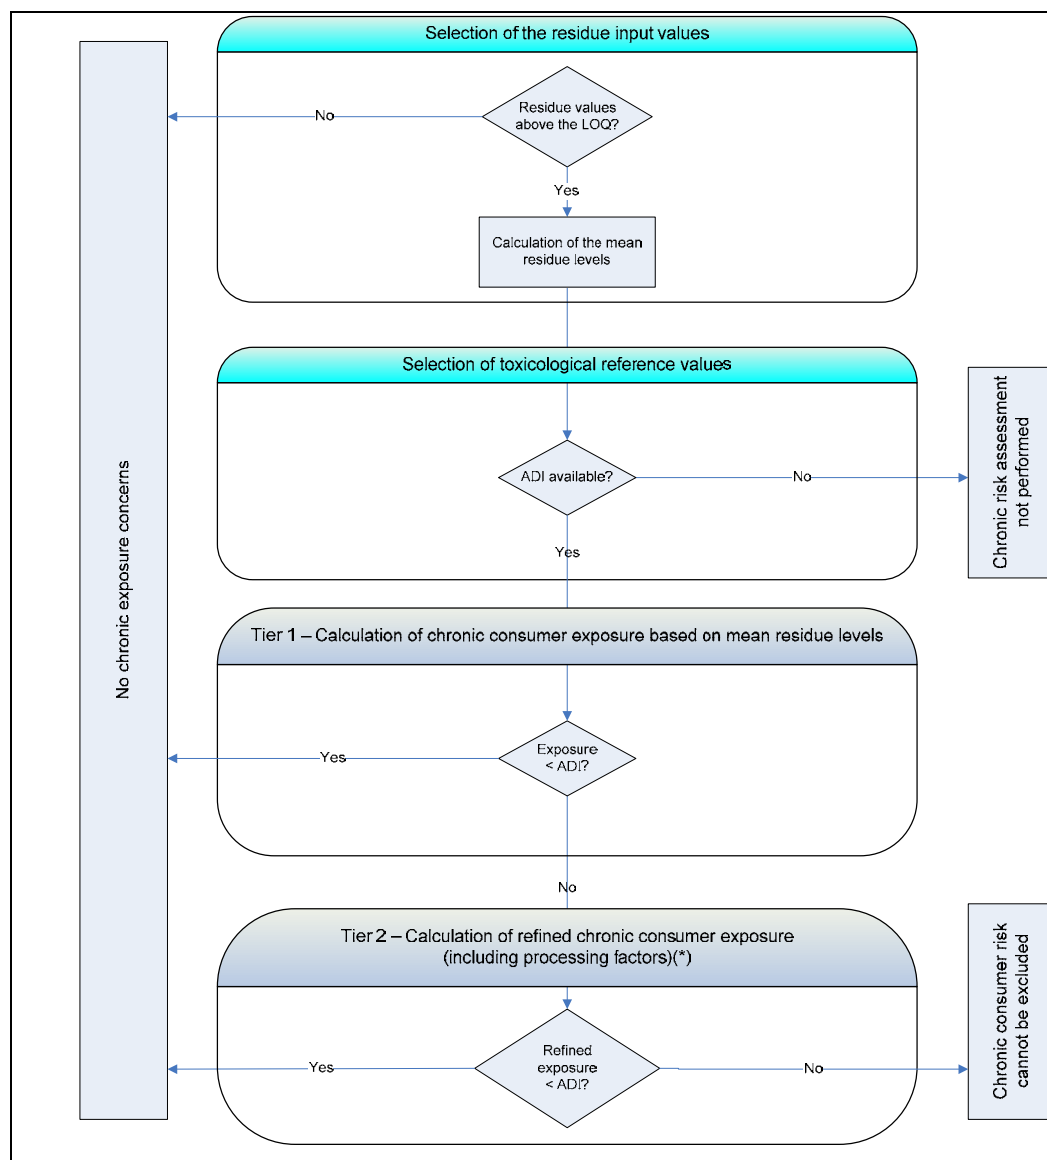 Selection of the residue input values
Residue values
above the LOQ?
No
Yes
Calculation of the mean
residue levels
Selection of toxicological reference values
ADI available?
No
Chronic risk assessment
not performed
Yes
No chronic exposure concerns
Tier 1 – Calculation of chronic consumer exposure based on mean residue levels
Exposure
< ADI?
Yes
No
Tier 2 – Calculation of refined chronic consumer exposure
(including processing factors)(*)
Refined
exposure
< ADI?
Yes
No
Chronic consumer risk
cannot be excluded